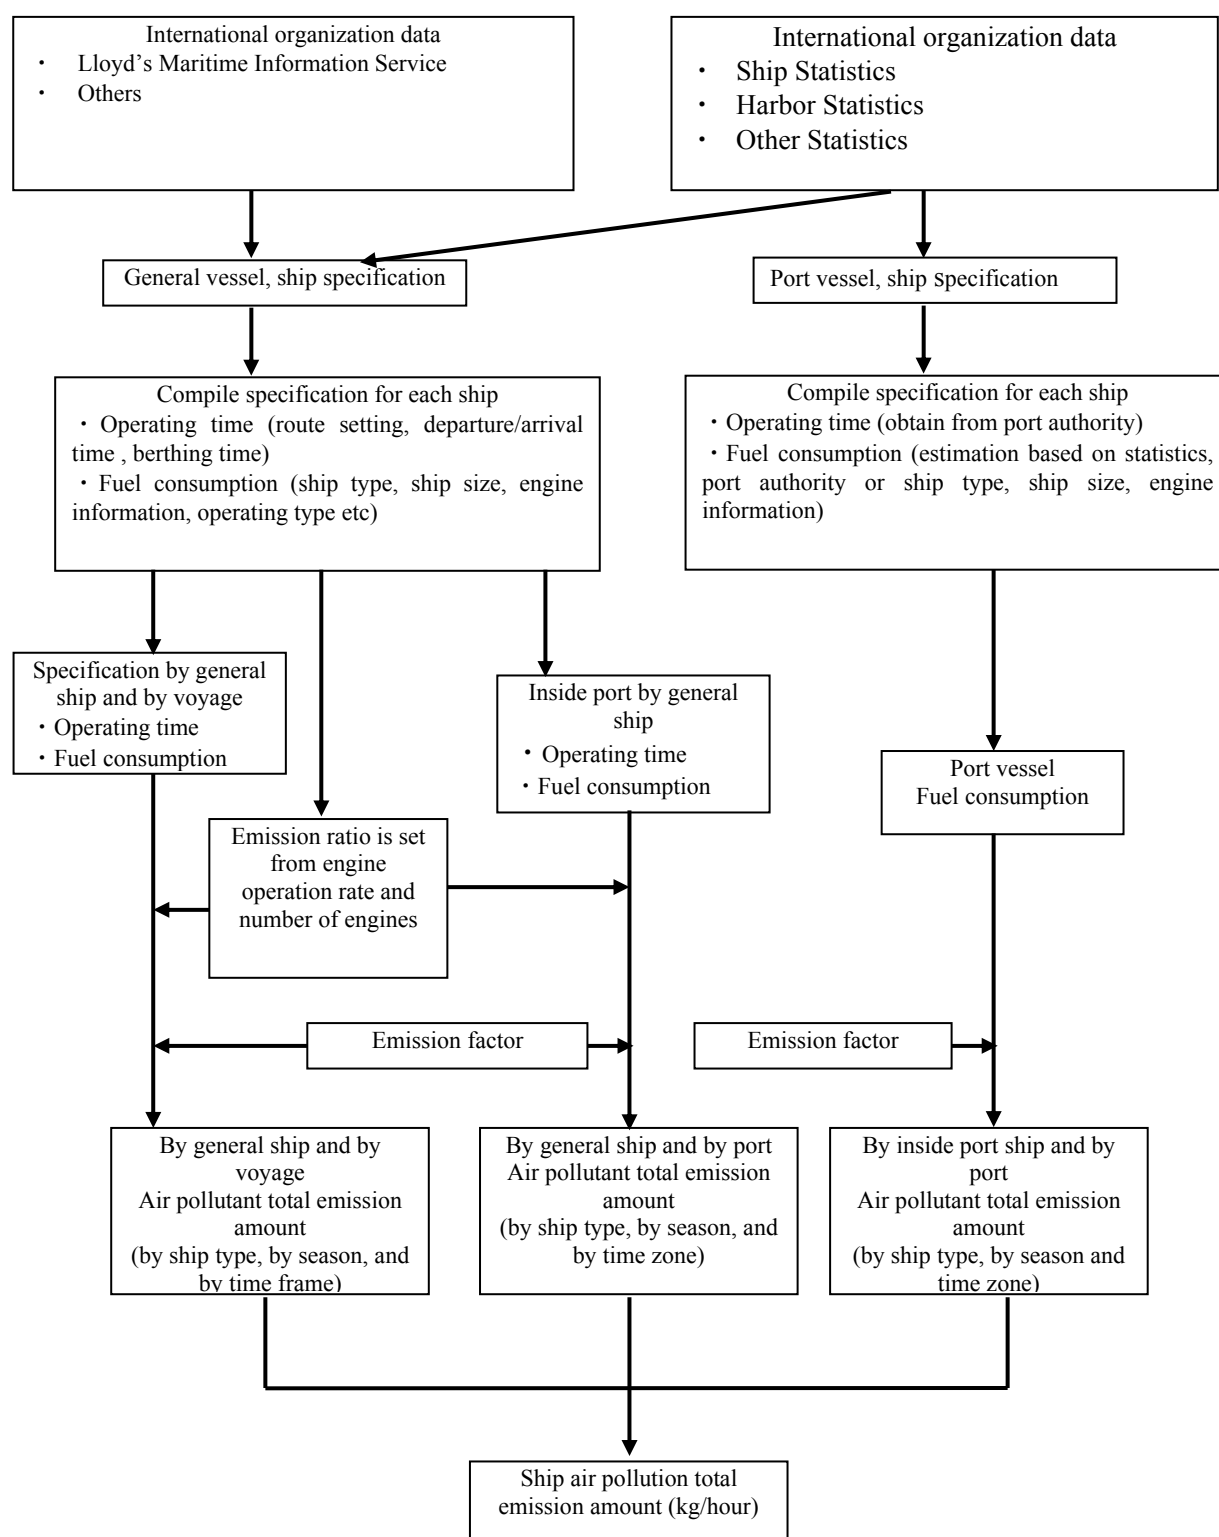 International organization data
・ Lloyd’s Maritime Information Service
・ Others
International organization data
・ Ship Statistics
・ Harbor Statistics
・ Other Statistics
General vessel, ship specification
Port vessel, ship Specification
Compile specification for each ship
・Operating time (route setting, departure/arrival
time , berthing time)
・Fuel consumption (ship type, ship size, engine
information, operating type etc)
Compile specification for each ship
・Operating time (obtain from port authority)
・Fuel consumption (estimation based on statistics,
port authority or ship type, ship size, engine
information)
Specification by general
ship and by voyage
・Operating time
・Fuel consumption
Inside port by general
ship
・Operating time
・Fuel consumption
Port vessel
Fuel consumption
Emission ratio is set
from engine
operation rate and
number of engines
Emission factor
Emission factor
By general ship and by
voyage
Air pollutant total emission
amount
(by ship type, by season, and
by time frame)
By general ship and by port
Air pollutant total emission
amount
(by ship type, by season, and
by time zone)
By inside port ship and by
port
Air pollutant total emission
amount
(by ship type, by season and
time zone)
Ship air pollution total
emission amount (kg/hour)